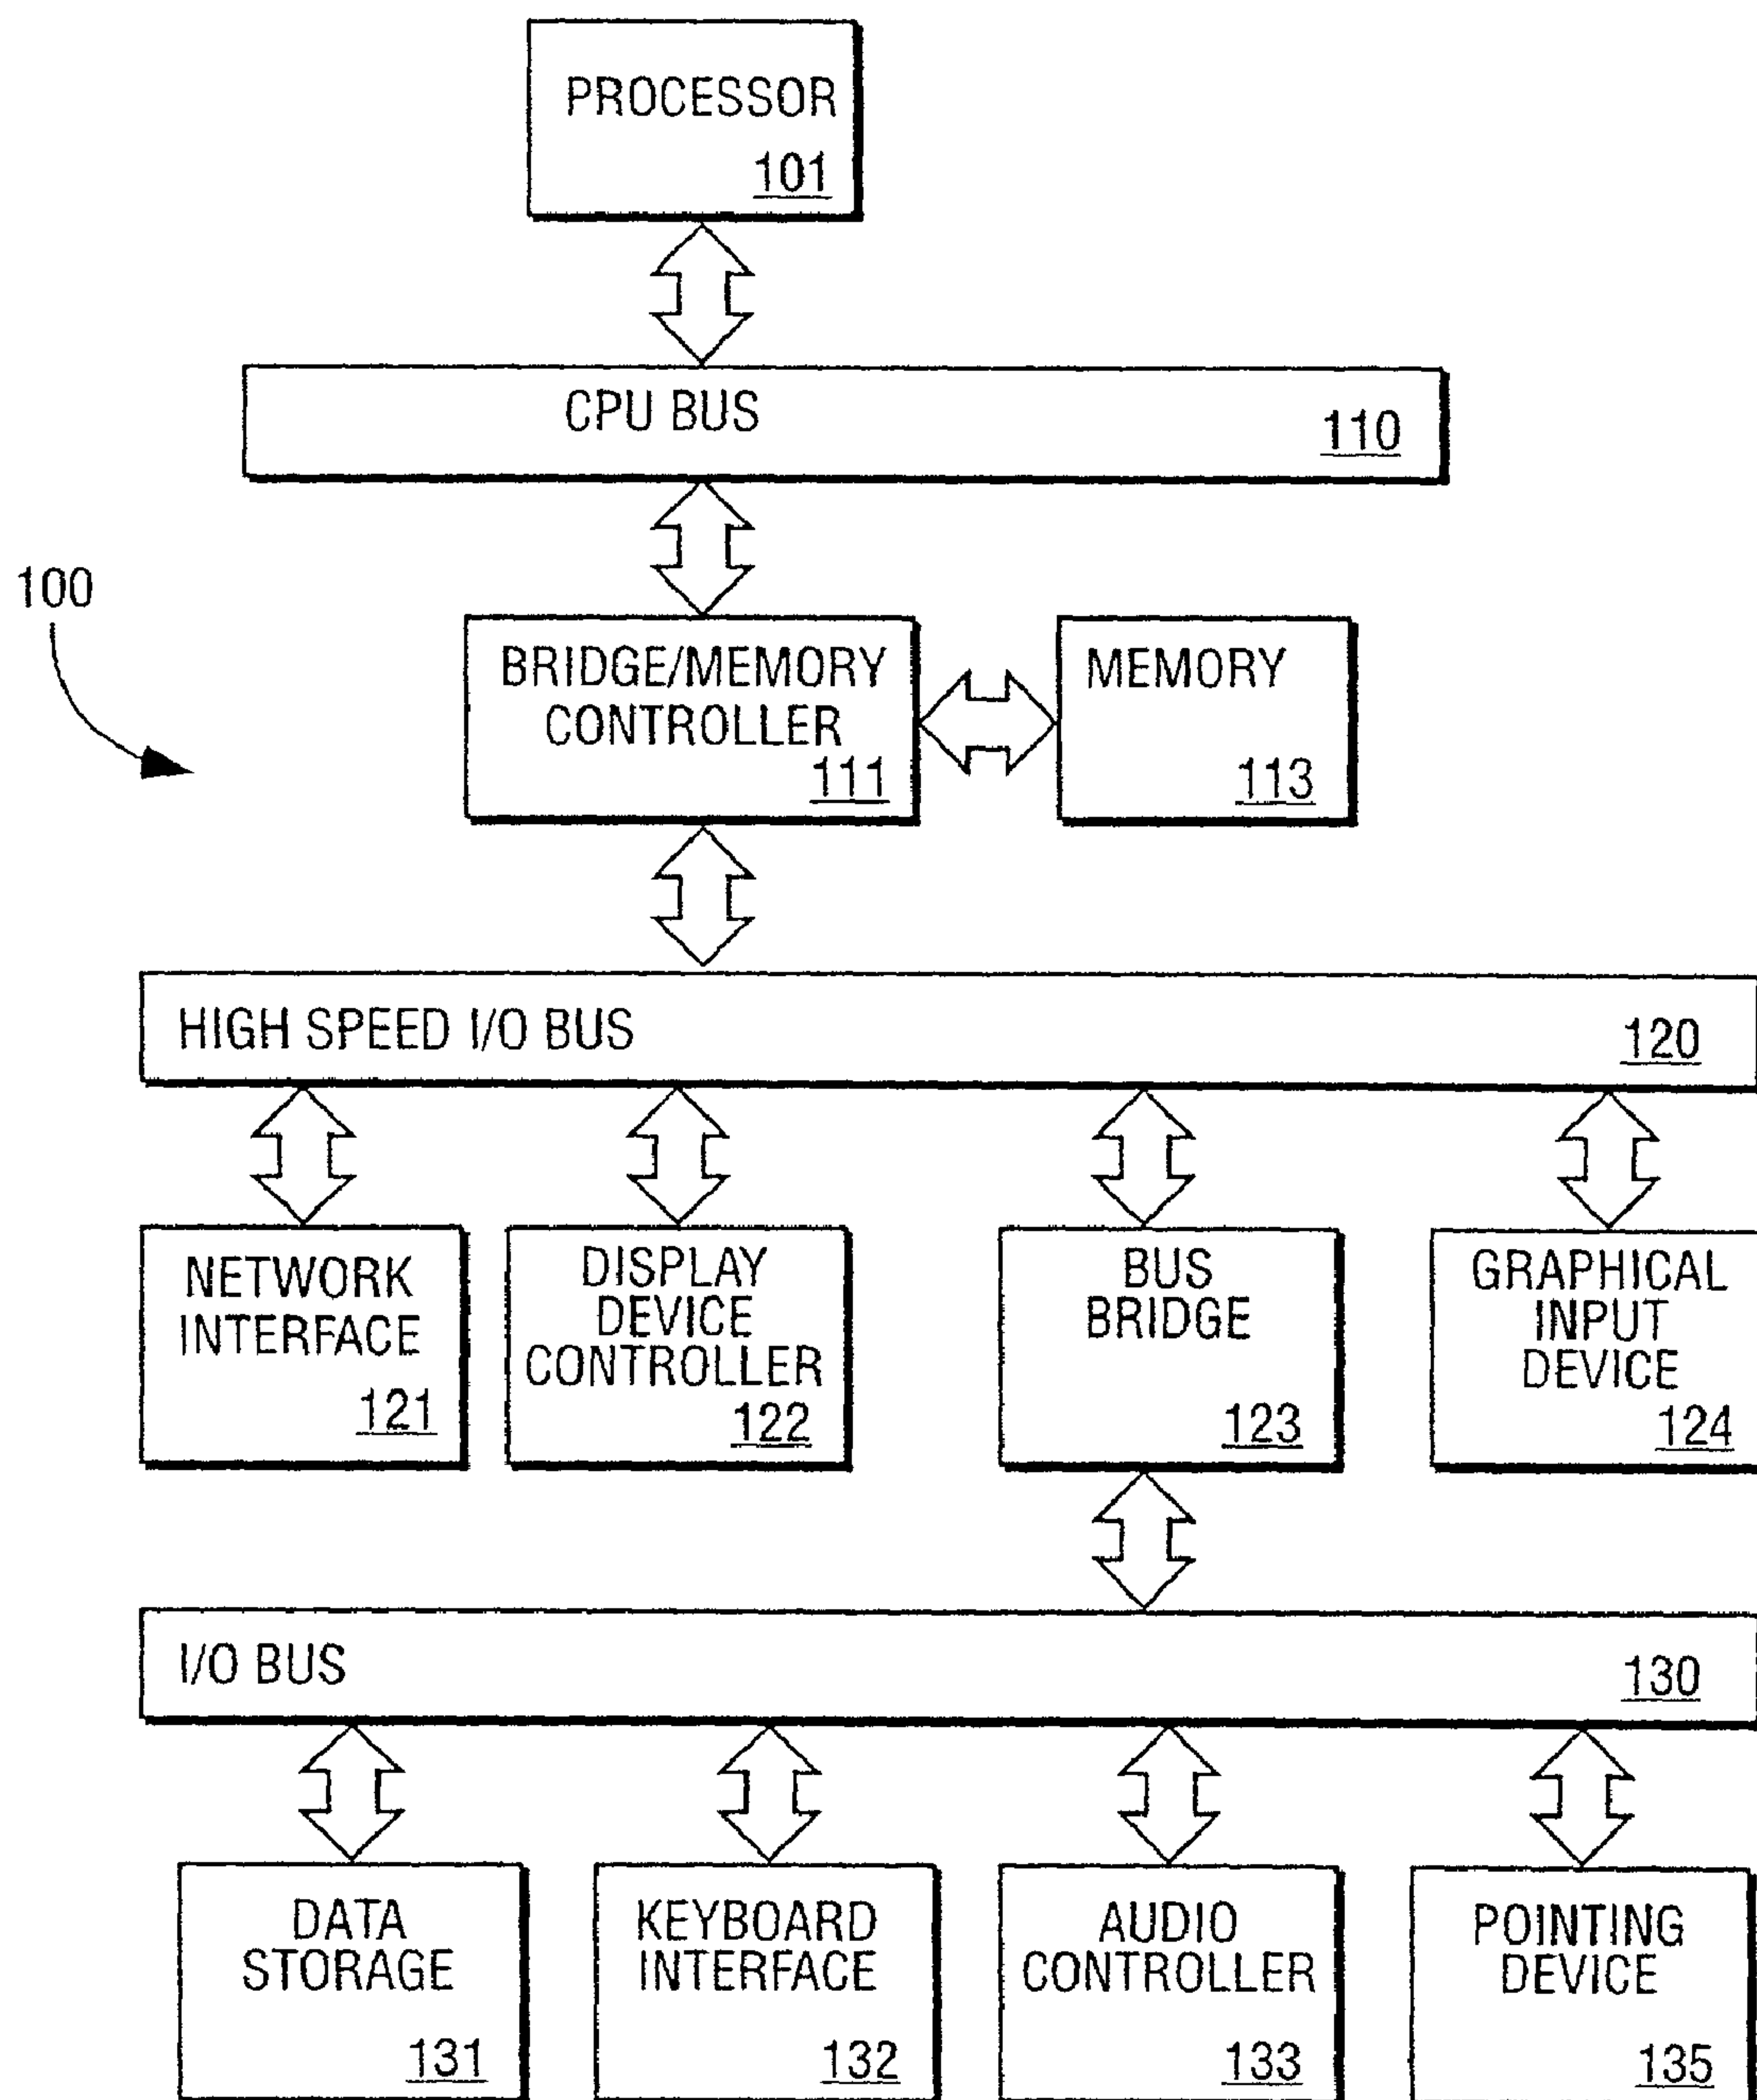 PROCESSOR
101
CPU BUS
110
100
BRIDGE/MEMORY
CONTROLLER
111
MEMORY
113
HIGH SPEED I/O BUS
120
NETWORK
INTERFACE
121
DISPLAY
DEVICE
CONTROLLER
122
BUS
BRIDGE
123
GRAPHICAL
INPUT
DEVICE
124
I/O BUS
130
DATA
STORAGE
131
KEYBOARD
INTERFACE
132
AUDIO
CONTROLLER
133
POINTING
DEVICE
135